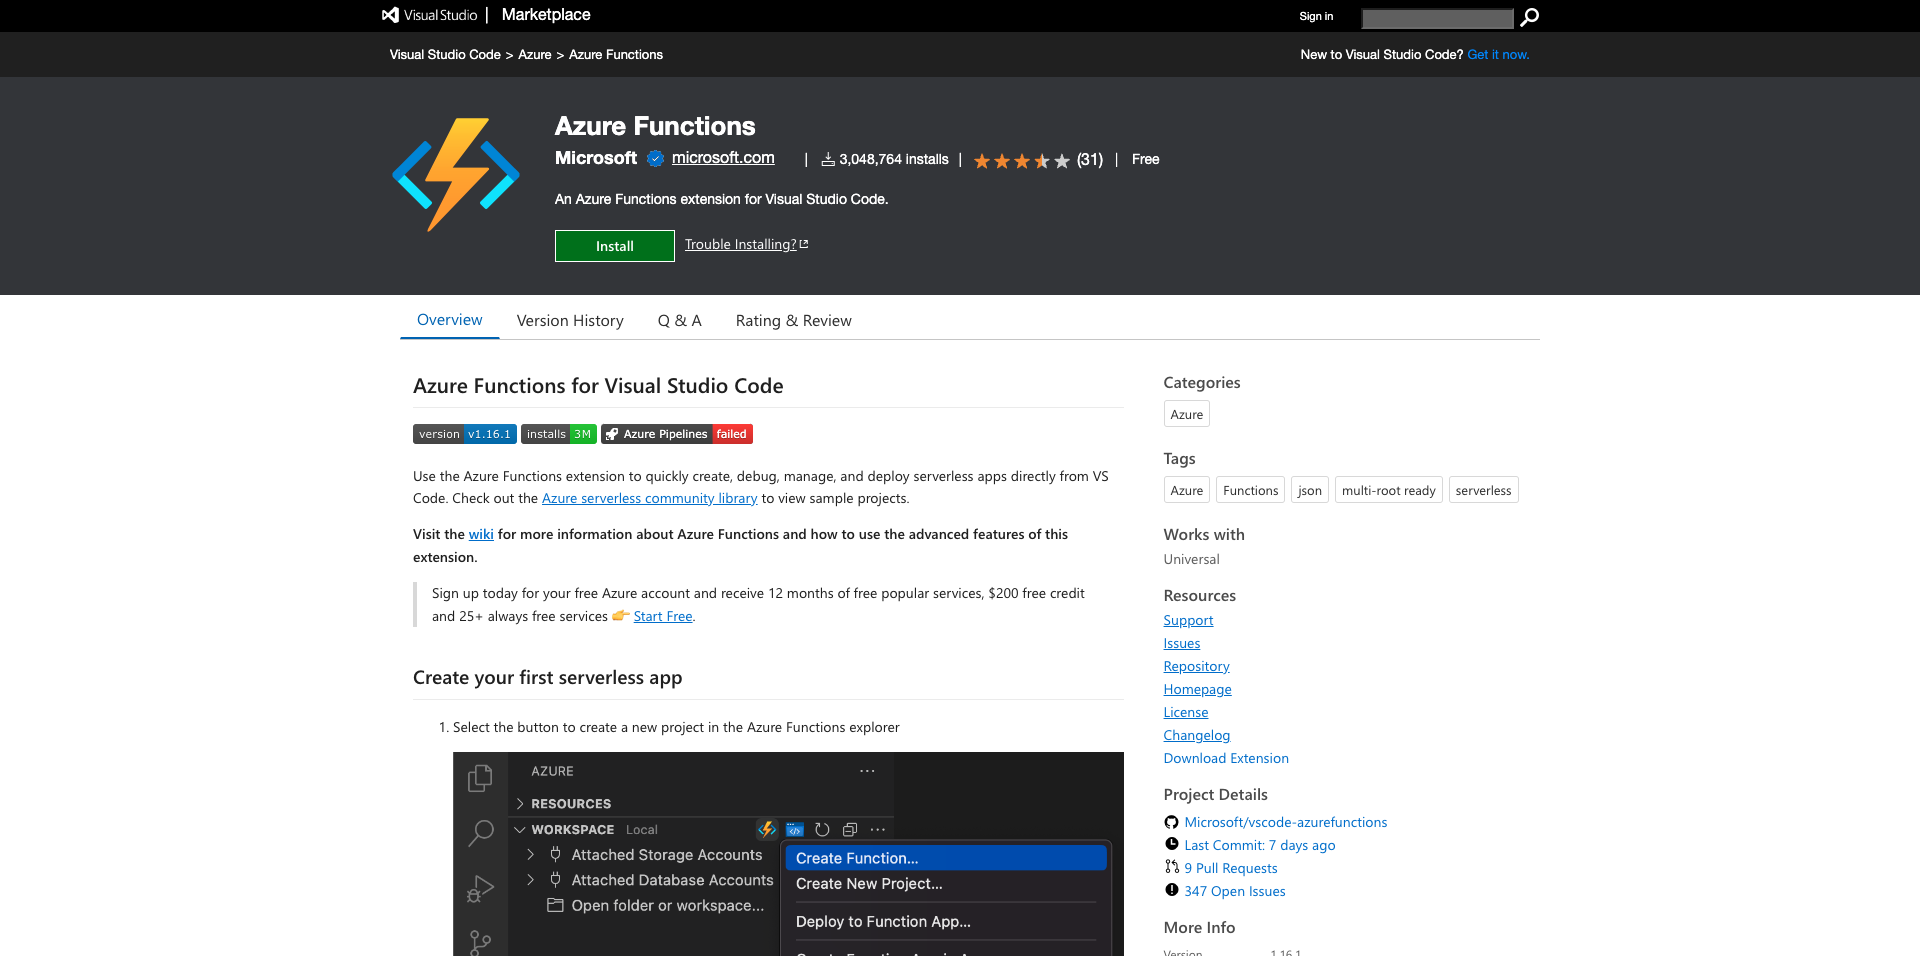 Visual Studio | Marketplace
Sign in
Visual Studio Code > Azure > Azure Functions
New to Visual Studio Code? Get it now.
Azure Functions
Microsoft microsoft.com | 3,048,764 installs | (31) | Free
An Azure Functions extension for Visual Studio Code.
Install Trouble Installing?
Overview Version History Q & A Rating & Review
Azure Functions for Visual Studio Code
version v1.16.1 installs 3M Azure Pipelines failed
Use the Azure Functions extension to quickly create, debug, manage, and deploy serverless apps directly from VS
Code. Check out the Azure serverless community library to view sample projects.
Visit the wiki for more information about Azure Functions and how to use the advanced features of this
extension.
Sign up today for your free Azure account and receive 12 months of free popular services, $200 free credit
and 25+ always free services 👉 Start Free.
Create your first serverless app
1. Select the button to create a new project in the Azure Functions explorer
AZURE
RESOURCES
WORKSPACE Local
Attached Storage Accounts
Attached Database Accounts
Open folder or workspace...
Create Function...
Create New Project...
Deploy to Function App...
Categories
Azure
Tags
Azure Functions json multi-root ready serverless
Works with
Universal
Resources
Support
Issues
Repository
Homepage
License
Changelog
Download Extension
Project Details
Microsoft/vscode-azurefunctions
Last Commit: 7 days ago
9 Pull Requests
347 Open Issues
More Info
Version 1.16.1